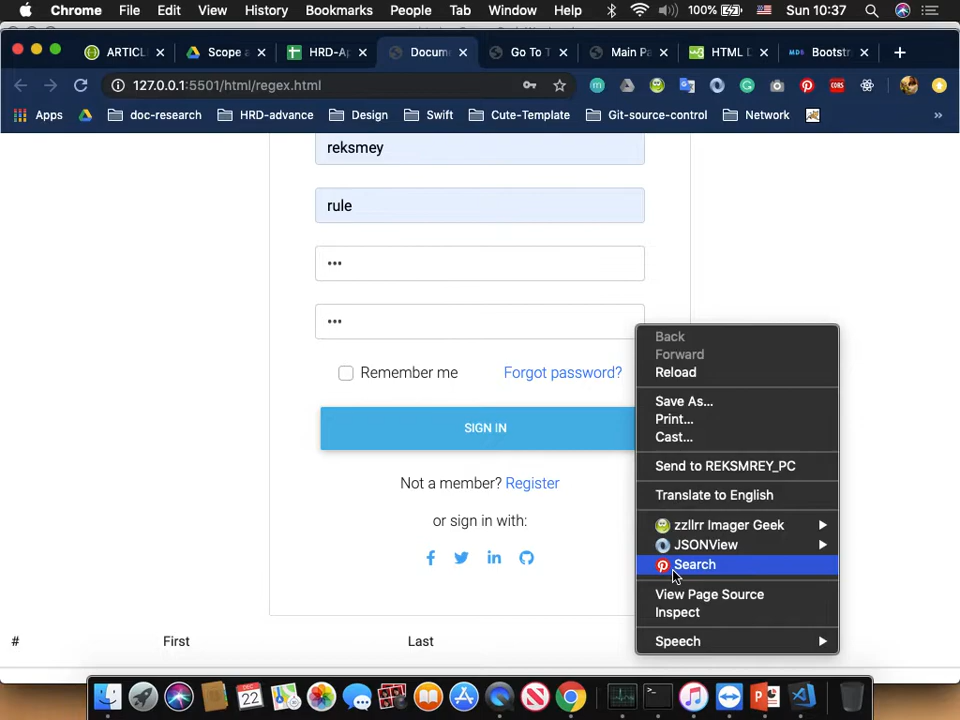 Chrome File Edit View History Bookmarks People Tab Window Help 100% Sun 10:37
ARTICL Scope a HRD-Ap Docum Go To T Main Pa HTML D MDB Bootstr
127.0.0.1:5501/html/regex.html
Apps doc-research HRD-advance Design Swift Cute-Template Git-source-control Network »
reksmey
rule
•••
•••
Remember me Forgot password?
SIGN IN
Not a member? Register
or sign in with:
# First Last
Back
Forward
Reload
Save As...
Print...
Cast...
Send to REKSMREY_PC
Translate to English
zzllrr Imager Geek
JSONView
Search
View Page Source
Inspect
Speech